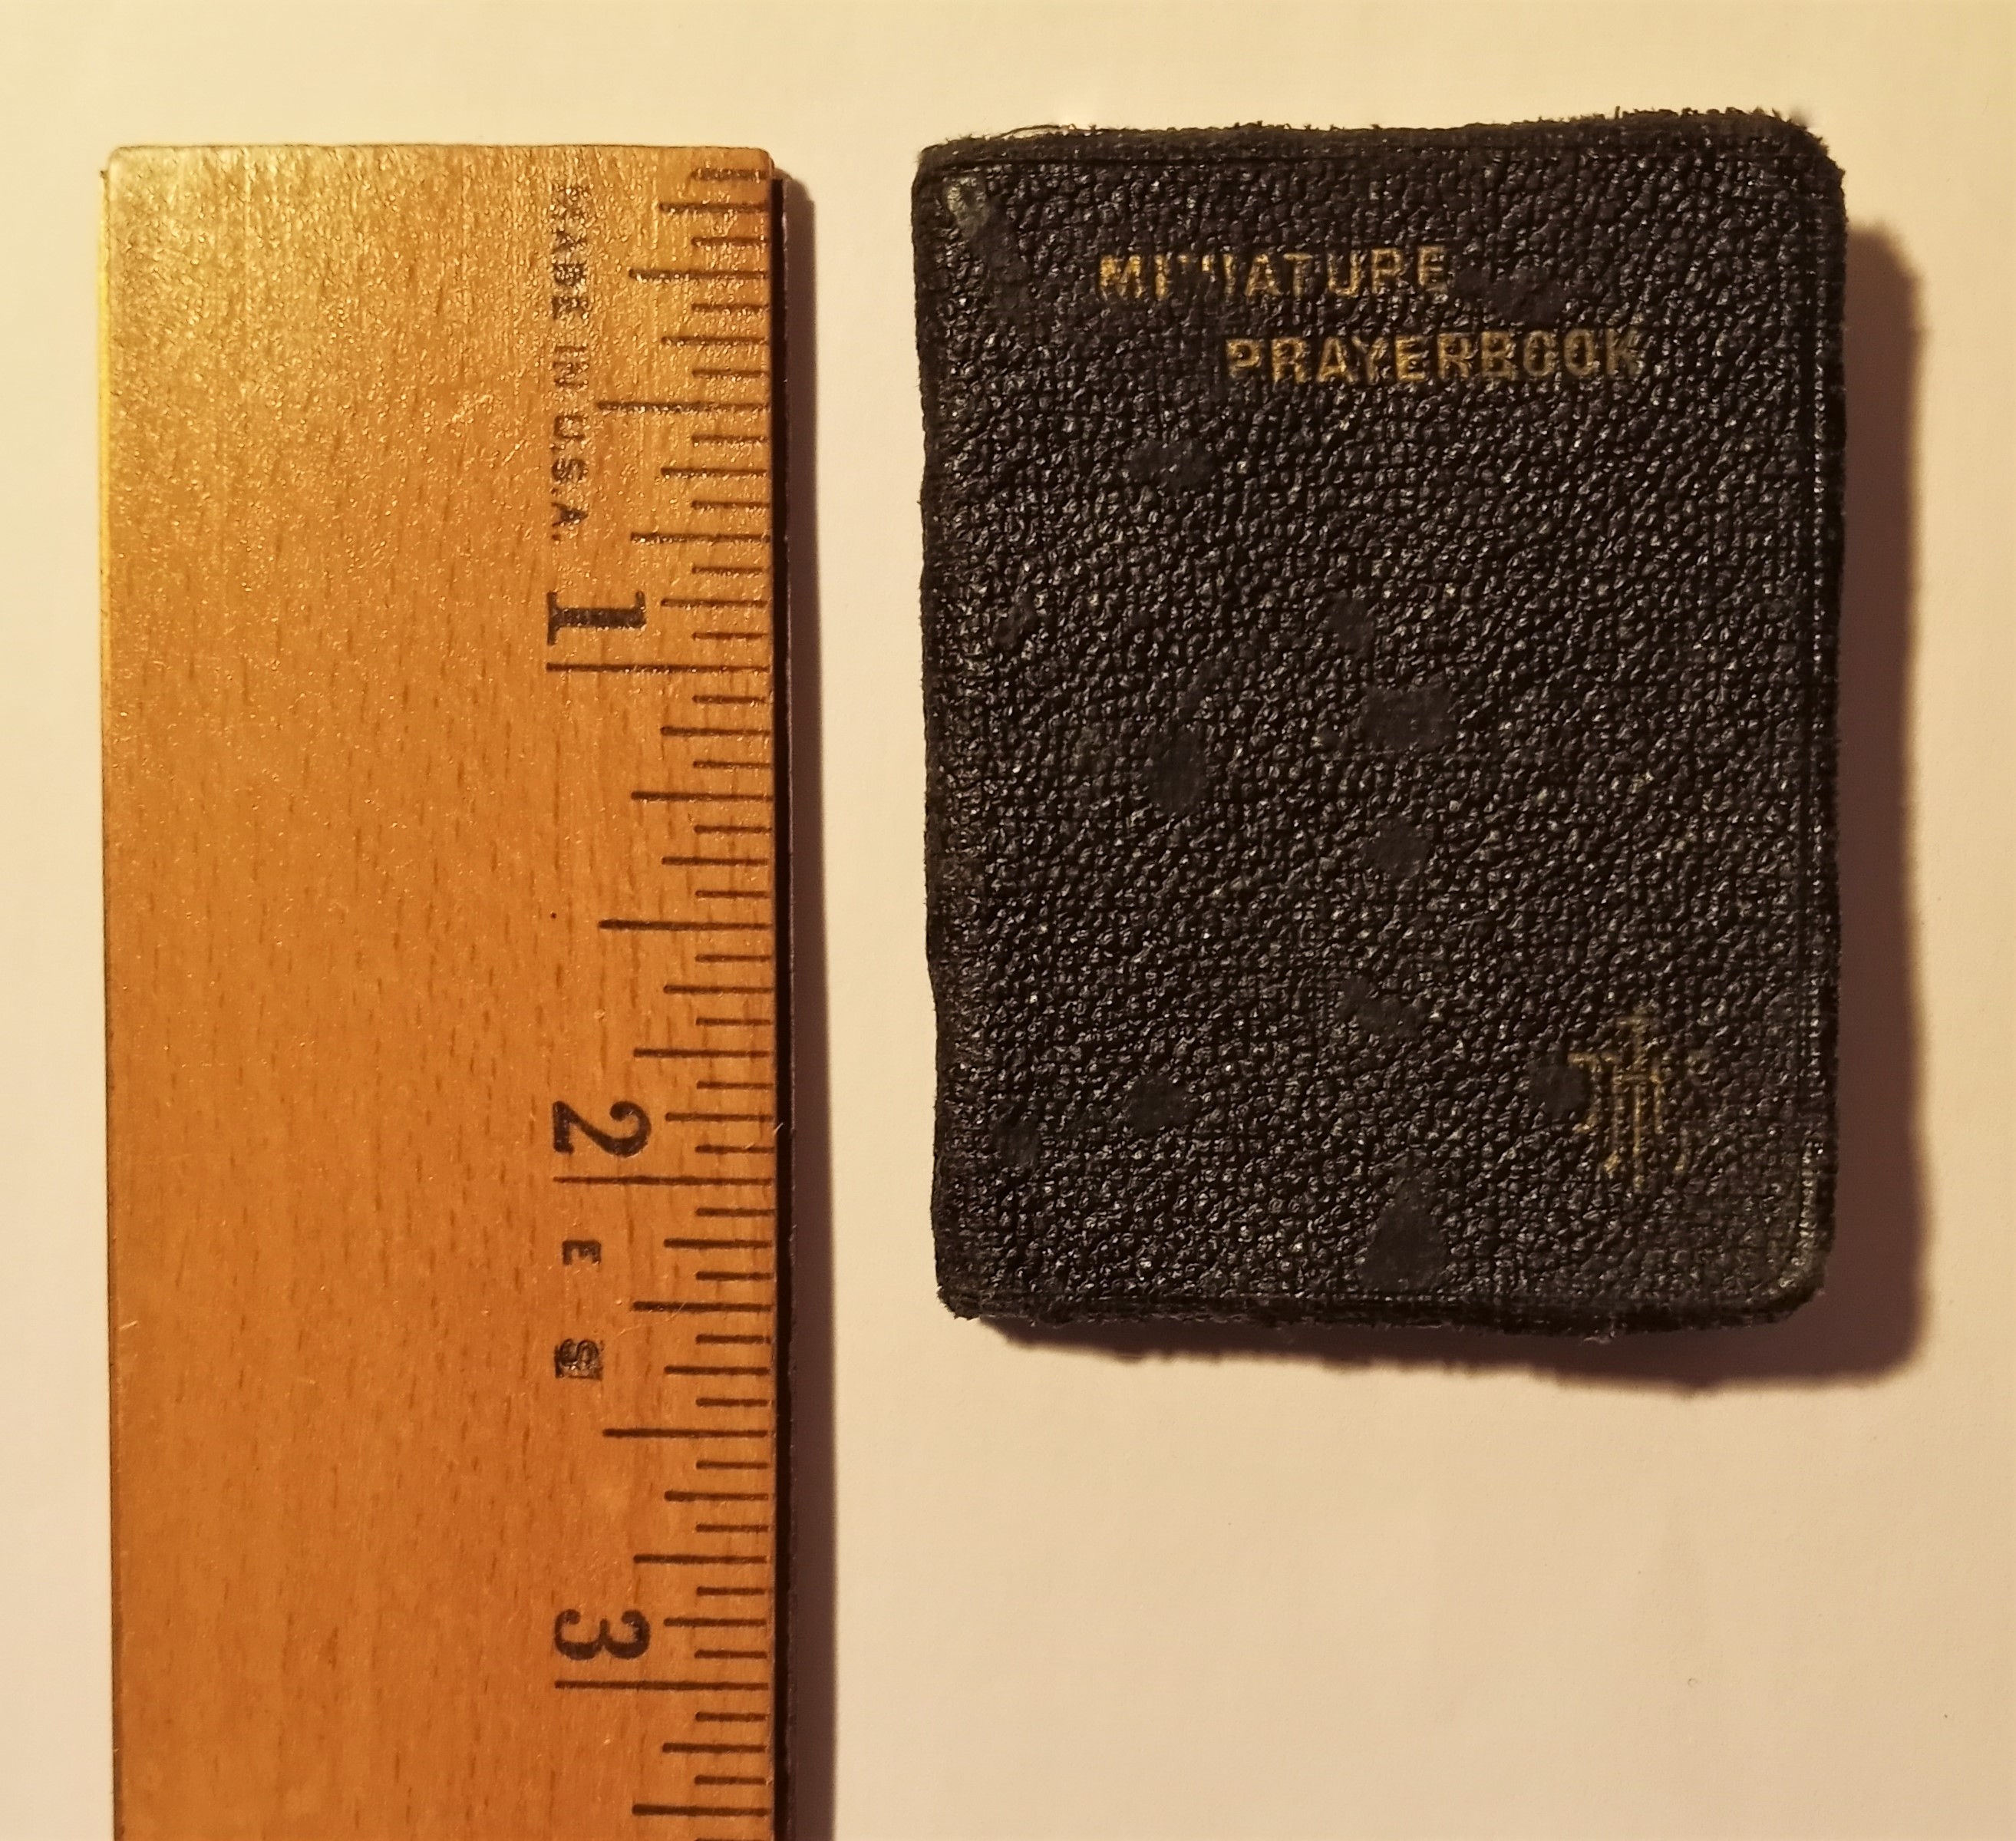 MADE IN U.S.A.
1
2
E S
3
MINIATURE
PRAYERBOOK
IHS